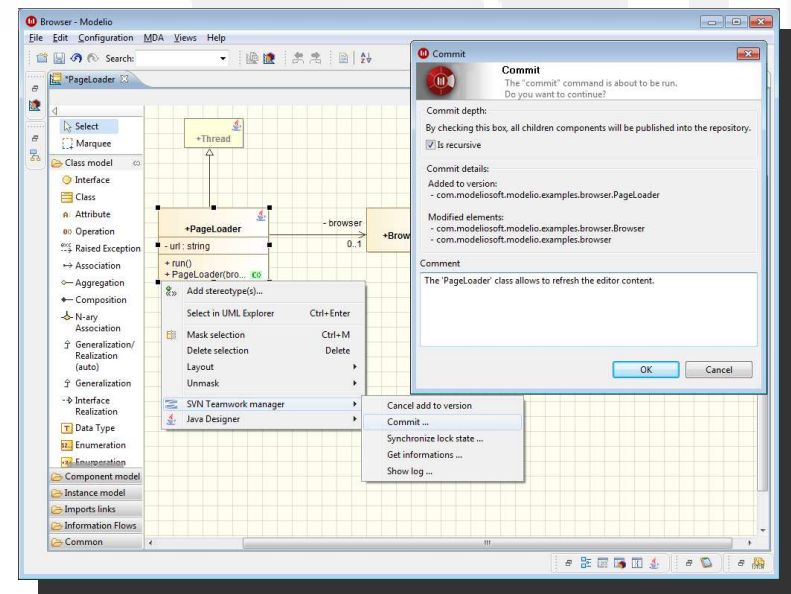 Browser - Modelio
File Edit Configuration MDA Views Help
Search:
*PageLoader
Select
Marquee
Class model
Interface
Class
Attribute
Operation
Raised Exception
Association
Aggregation
Composition
N-ary
Association
Generalization/
Realization
(auto)
Generalization
Interface
Realization
Data Type
Enumeration
Enumeration
Component model
Instance model
Imports links
Information Flows
Common
+Thread
+PageLoader
- url : string
+ run()
+ PageLoader(bro...
- browser
0..1
+Brow
Add stereotype(s)...
Select in UML Explorer Ctrl+Enter
Mask selection Ctrl+M
Delete selection Delete
Layout
Unmask
SVN Teamwork manager
Java Designer
Cancel add to version
Commit ...
Synchronize lock state ...
Get informations ...
Show log ...
Commit
Commit
The "commit" command is about to be run.
Do you want to continue?
Commit depth:
By checking this box, all children components will be published into the repository.
Is recursive
Commit details:
Added to version:
- com.modeliosoft.modelio.examples.browser.PageLoader
Modified elements:
- com.modeliosoft.modelio.examples.browser.Browser
- com.modeliosoft.modelio.examples.browser
Comment
The 'PageLoader' class allows to refresh the editor content.
OK Cancel